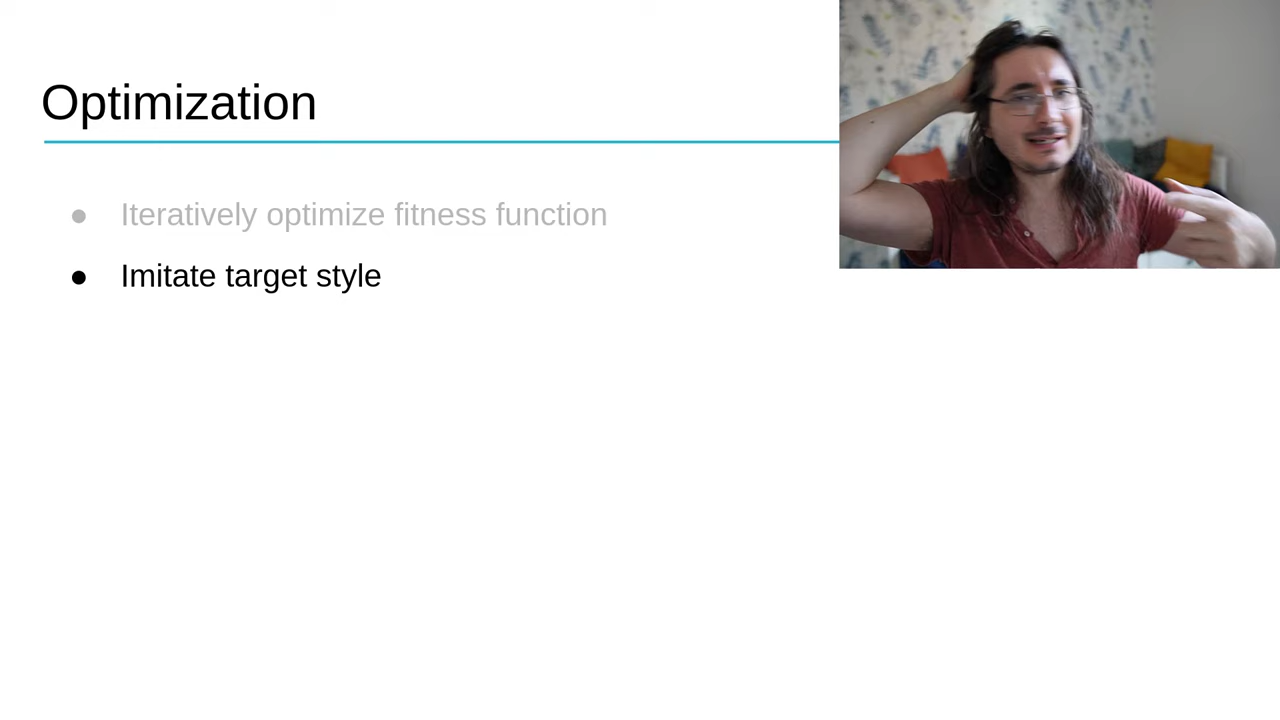 Optimization
● Iteratively optimize fitness function
● Imitate target style